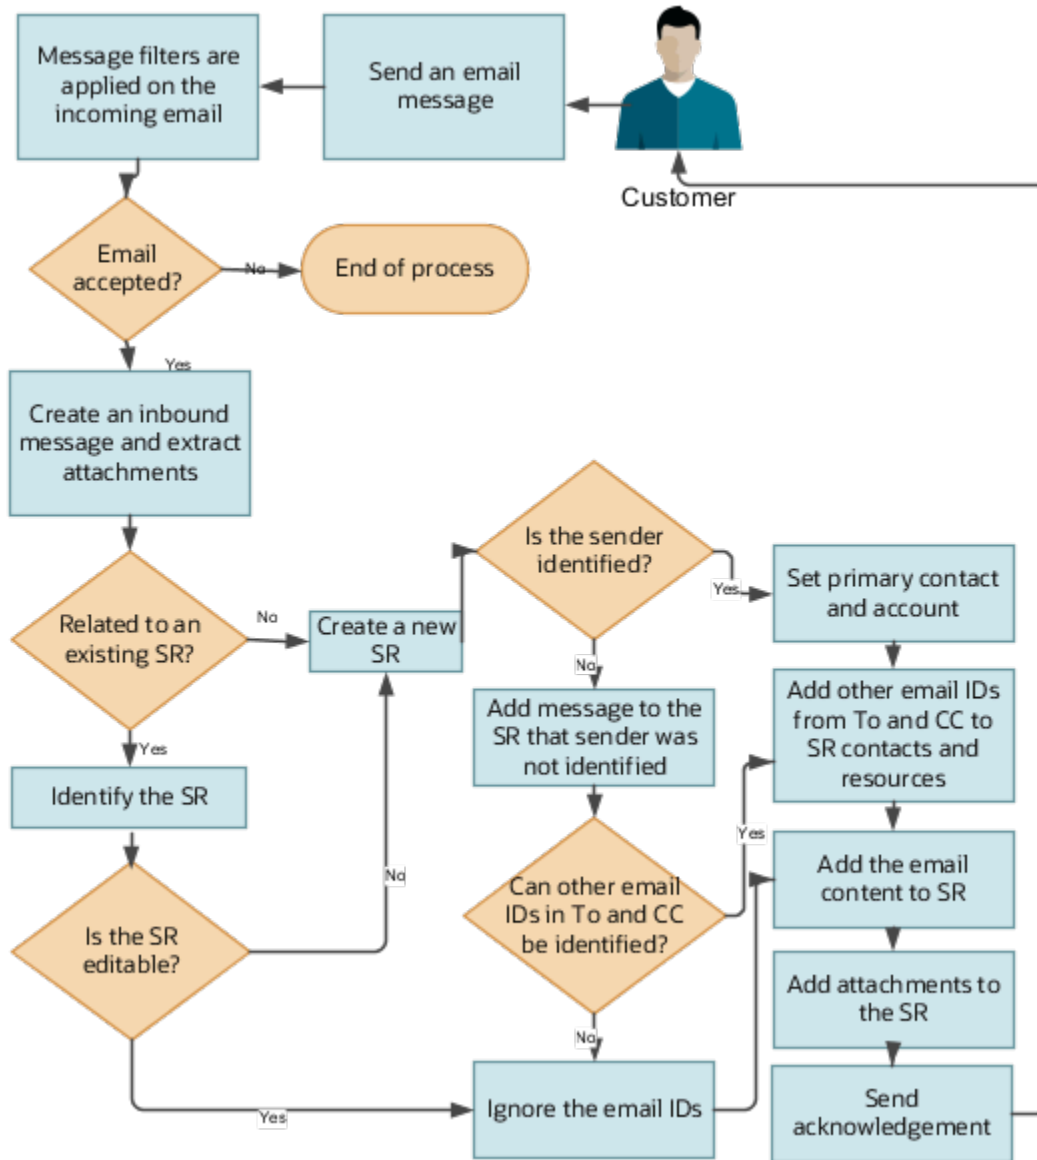 Message filters are
applied on the
incoming email
Send an email
message
Customer
Email
accepted?
No
End of process
Yes
Create an inbound
message and extract
attachments
Related to an
existing SR?
No
Create a new
SR
Is the sender
identified?
Yes
Set primary contact
and account
No
Add message to the
SR that sender was
not identified
Add other email IDs
from To and CC to
SR contacts and
resources
Yes
Identify the SR
Is the SR
editable?
No
Can other email
IDs in To and CC
be identified?
Yes
Add the email
content to SR
Add attachments to
the SR
No
Yes
Ignore the email IDs
Send
acknowledgement